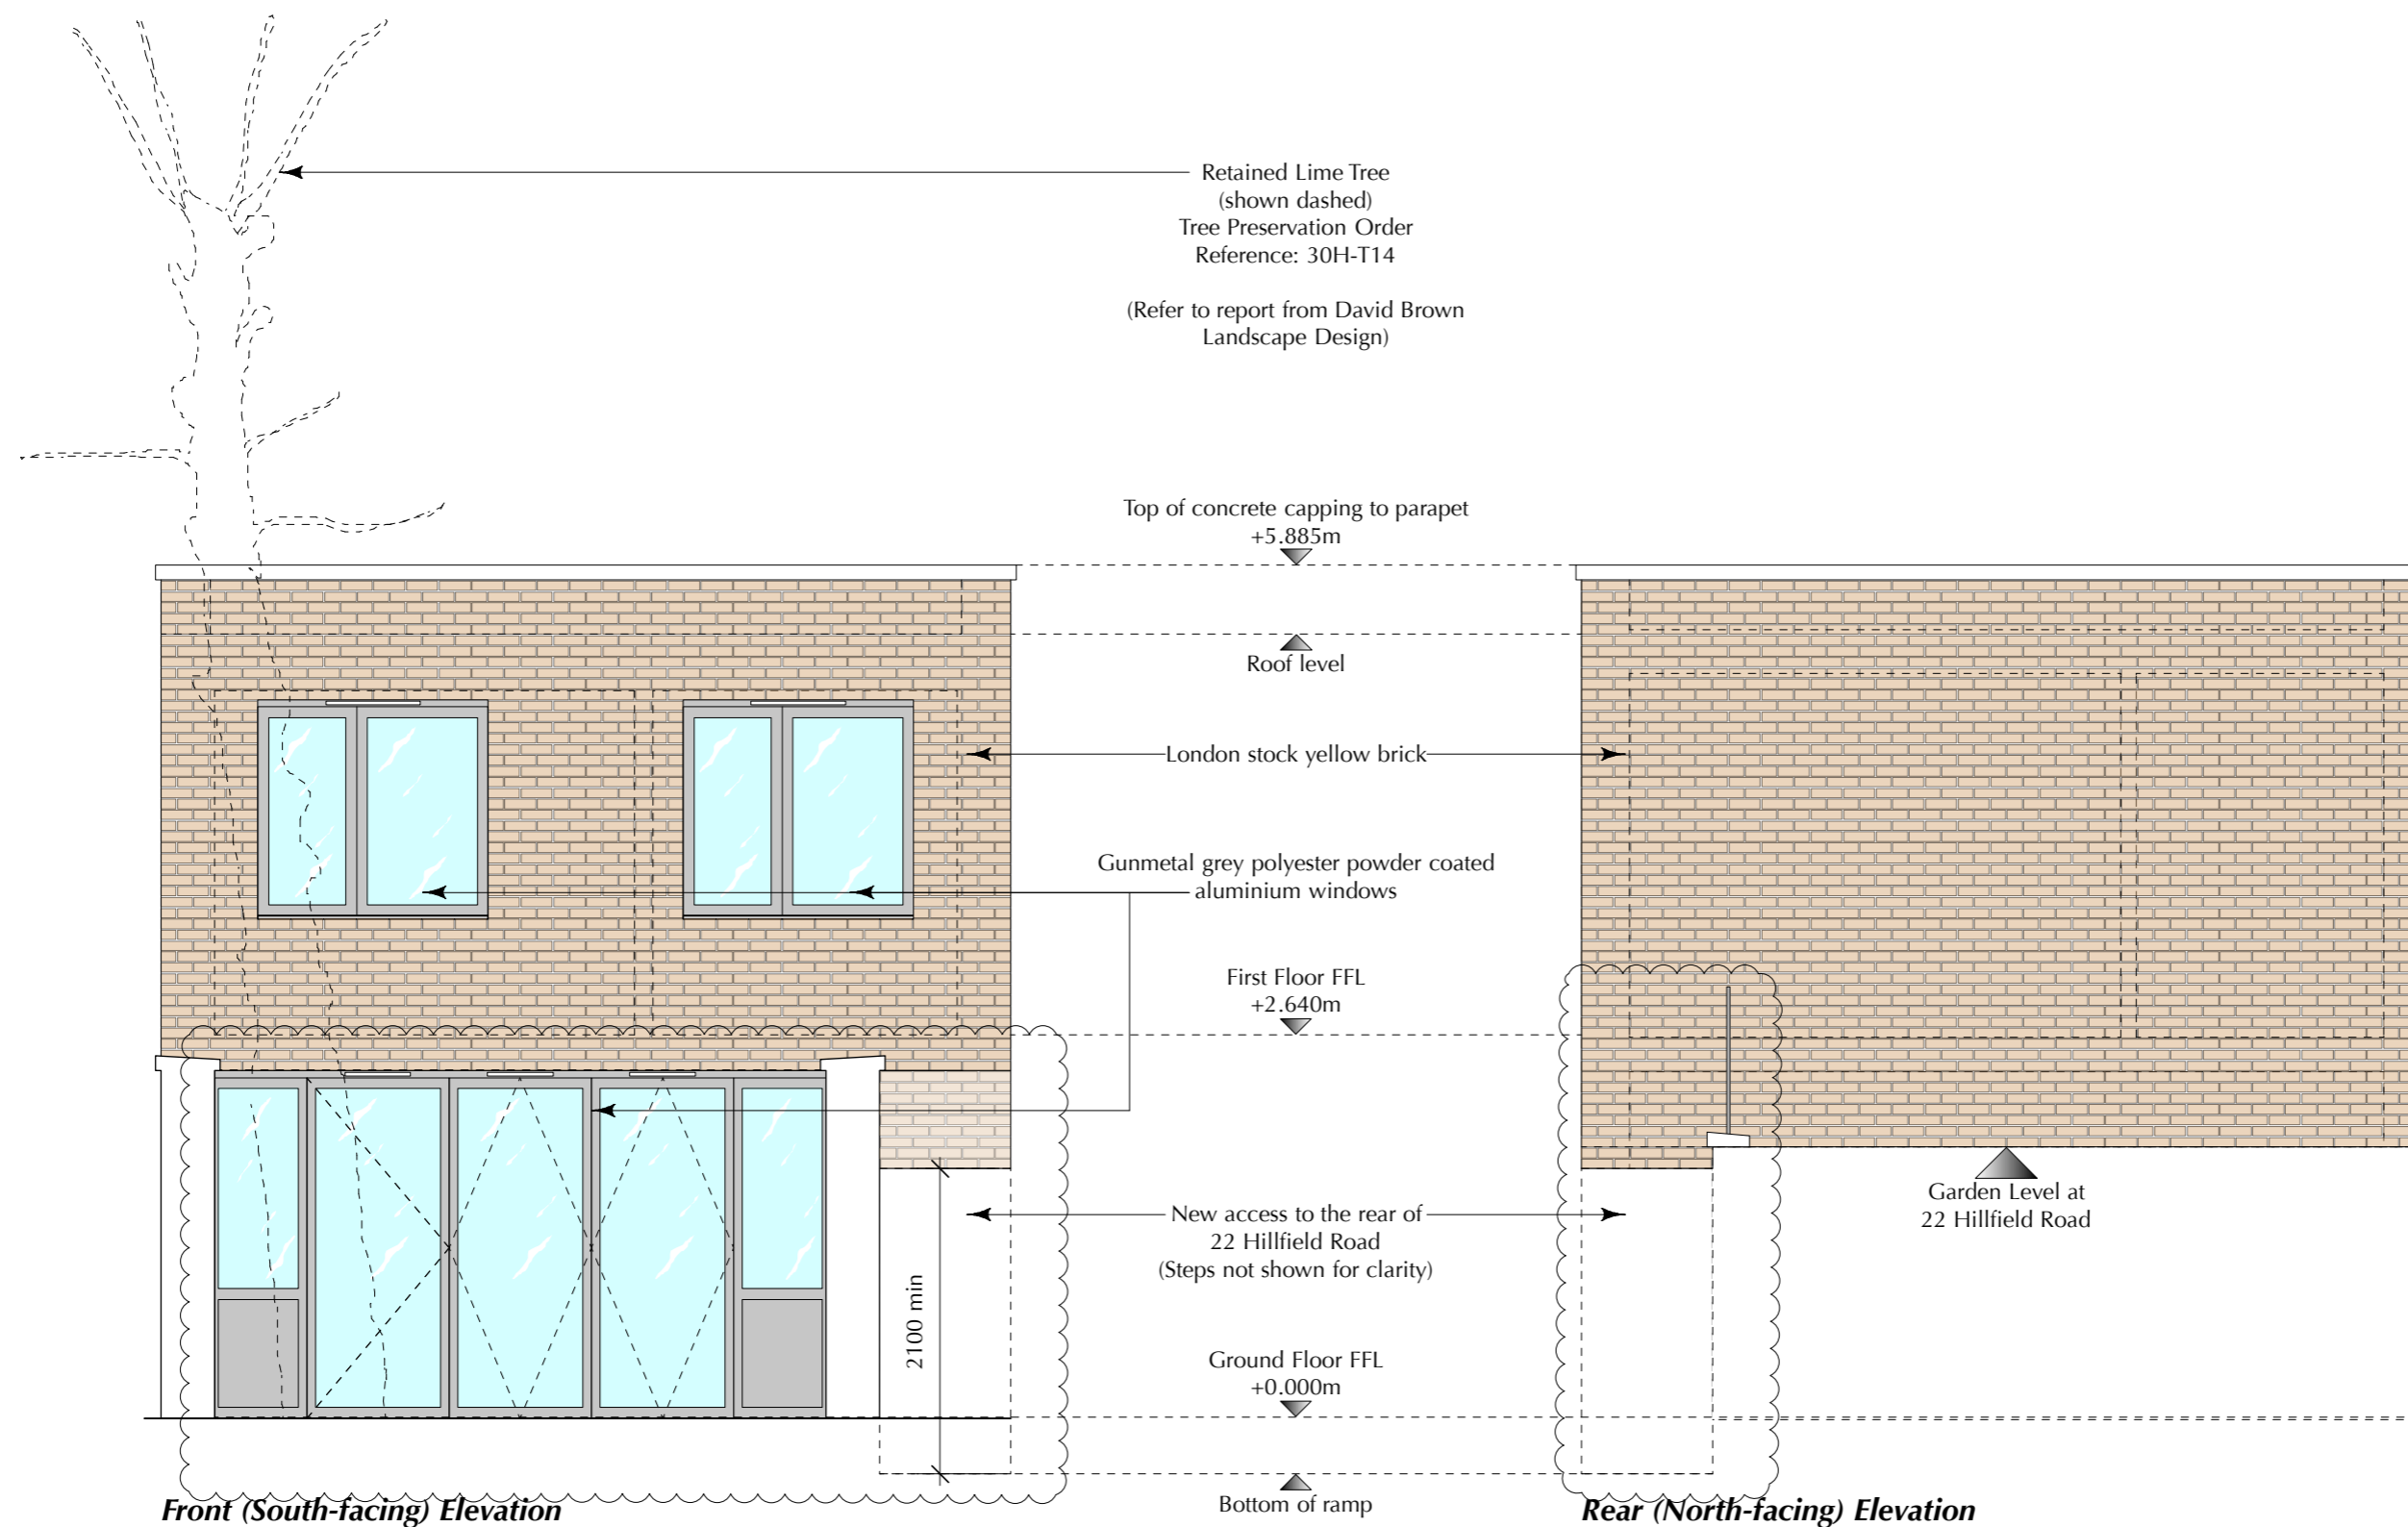 Retained Lime Tree
(shown dashed)
Tree Preservation Order
Reference: 30H-T14
(Refer to report from David Brown
Landscape Design)
Top of concrete capping to parapet
+5.885m
Roof level
London stock yellow brick
Gunmetal grey polyester powder coated
aluminium windows
First Floor FFL
+2.640m
New access to the rear of
22 Hillfield Road
(Steps not shown for clarity)
Garden Level at
22 Hillfield Road
2100 min
Ground Floor FFL
+0.000m
Bottom of ramp
Front (South-facing) Elevation
Rear (North-facing) Elevation